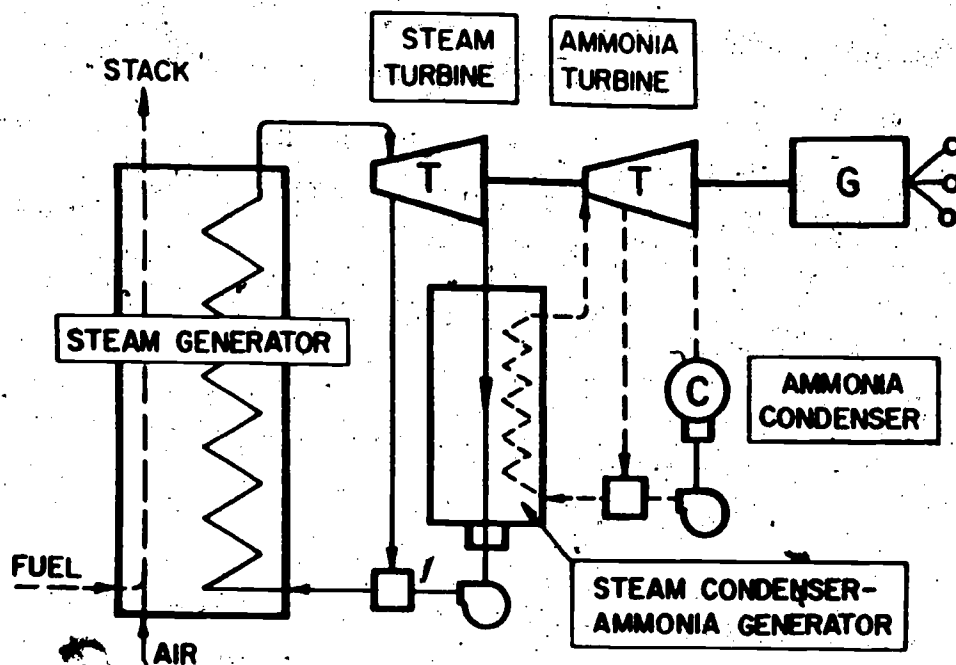 STEAM
TURBINE
AMMONIA
TURBINE
STACK
T
T
G
STEAM GENERATOR
C
AMMONIA
CONDENSER
FUEL
STEAM CONDENSER-
AMMONIA GENERATOR
AIR